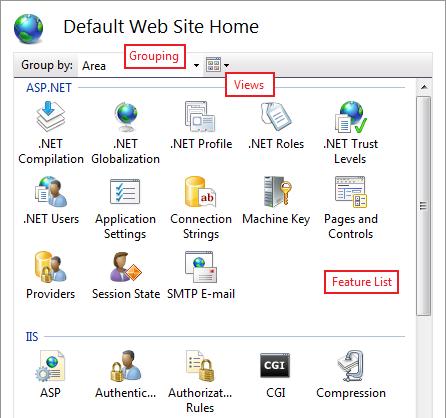 Default Web Site Home
Group by: Area
Grouping
Views
ASP.NET
.NET Compilation
.NET Globalization
.NET Profile
.NET Roles
.NET Trust Levels
.NET Users
Application Settings
Connection Strings
Machine Key
Pages and Controls
Providers
Session State
SMTP E-mail
Feature List
IIS
ASP
Authentic...
Authorizat... Rules
CGI
CGI
Compression